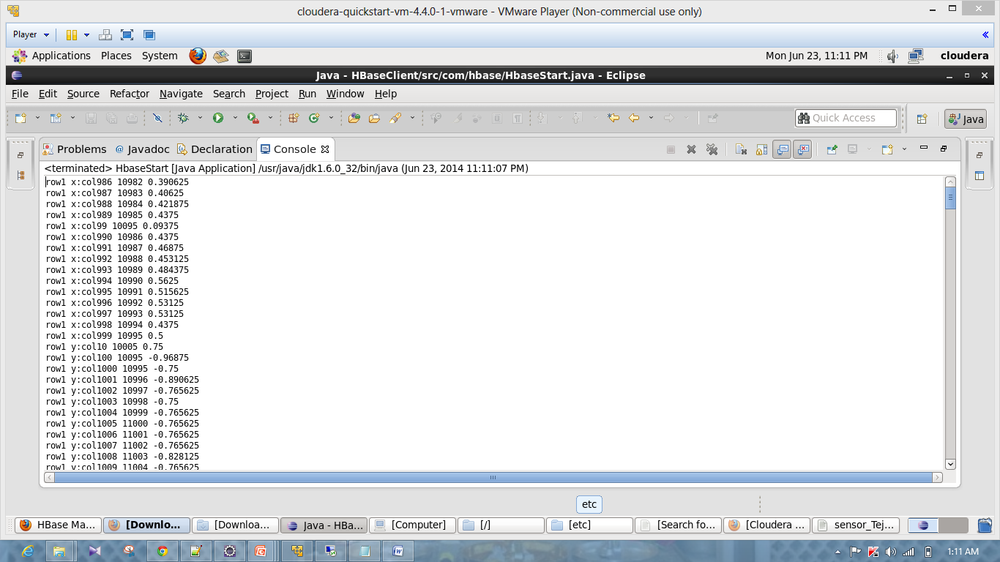 cloudera-quickstart-vm-4.4.0-1-vmware - VMware Player (Non-commercial use only)
Player
Applications Places System Mon Jun 23, 11:11 PM cloudera
Java - HBaseClient/src/com/hbase/HbaseStart.java - Eclipse
File Edit Source Refactor Navigate Search Project Run Window Help
Quick Access Java
Problems @ Javadoc Declaration Console
<terminated> HbaseStart [Java Application] /usr/java/jdk1.6.0_32/bin/java (Jun 23, 2014 11:11:07 PM)
row1 x:col986 10982 0.390625
row1 x:col987 10983 0.40625
row1 x:col988 10984 0.421875
row1 x:col989 10985 0.4375
row1 x:col99 10095 0.09375
row1 x:col990 10986 0.4375
row1 x:col991 10987 0.46875
row1 x:col992 10988 0.453125
row1 x:col993 10989 0.484375
row1 x:col994 10990 0.5625
row1 x:col995 10991 0.515625
row1 x:col996 10992 0.53125
row1 x:col997 10993 0.53125
row1 x:col998 10994 0.4375
row1 x:col999 10995 0.5
row1 y:col10 10005 0.75
row1 y:col100 10095 -0.96875
row1 y:col1000 10995 -0.75
row1 y:col1001 10996 -0.890625
row1 y:col1002 10997 -0.765625
row1 y:col1003 10998 -0.75
row1 y:col1004 10999 -0.765625
row1 y:col1005 11000 -0.765625
row1 y:col1006 11001 -0.765625
row1 y:col1007 11002 -0.765625
row1 y:col1008 11003 -0.828125
row1 y:col1009 11004 -0.765625
etc
HBase Ma... [Downlo... [Downloa... Java - HBa... [Computer] [/] [etc] [Search fo... [Cloudera ... sensor_Tej...
1:11 AM